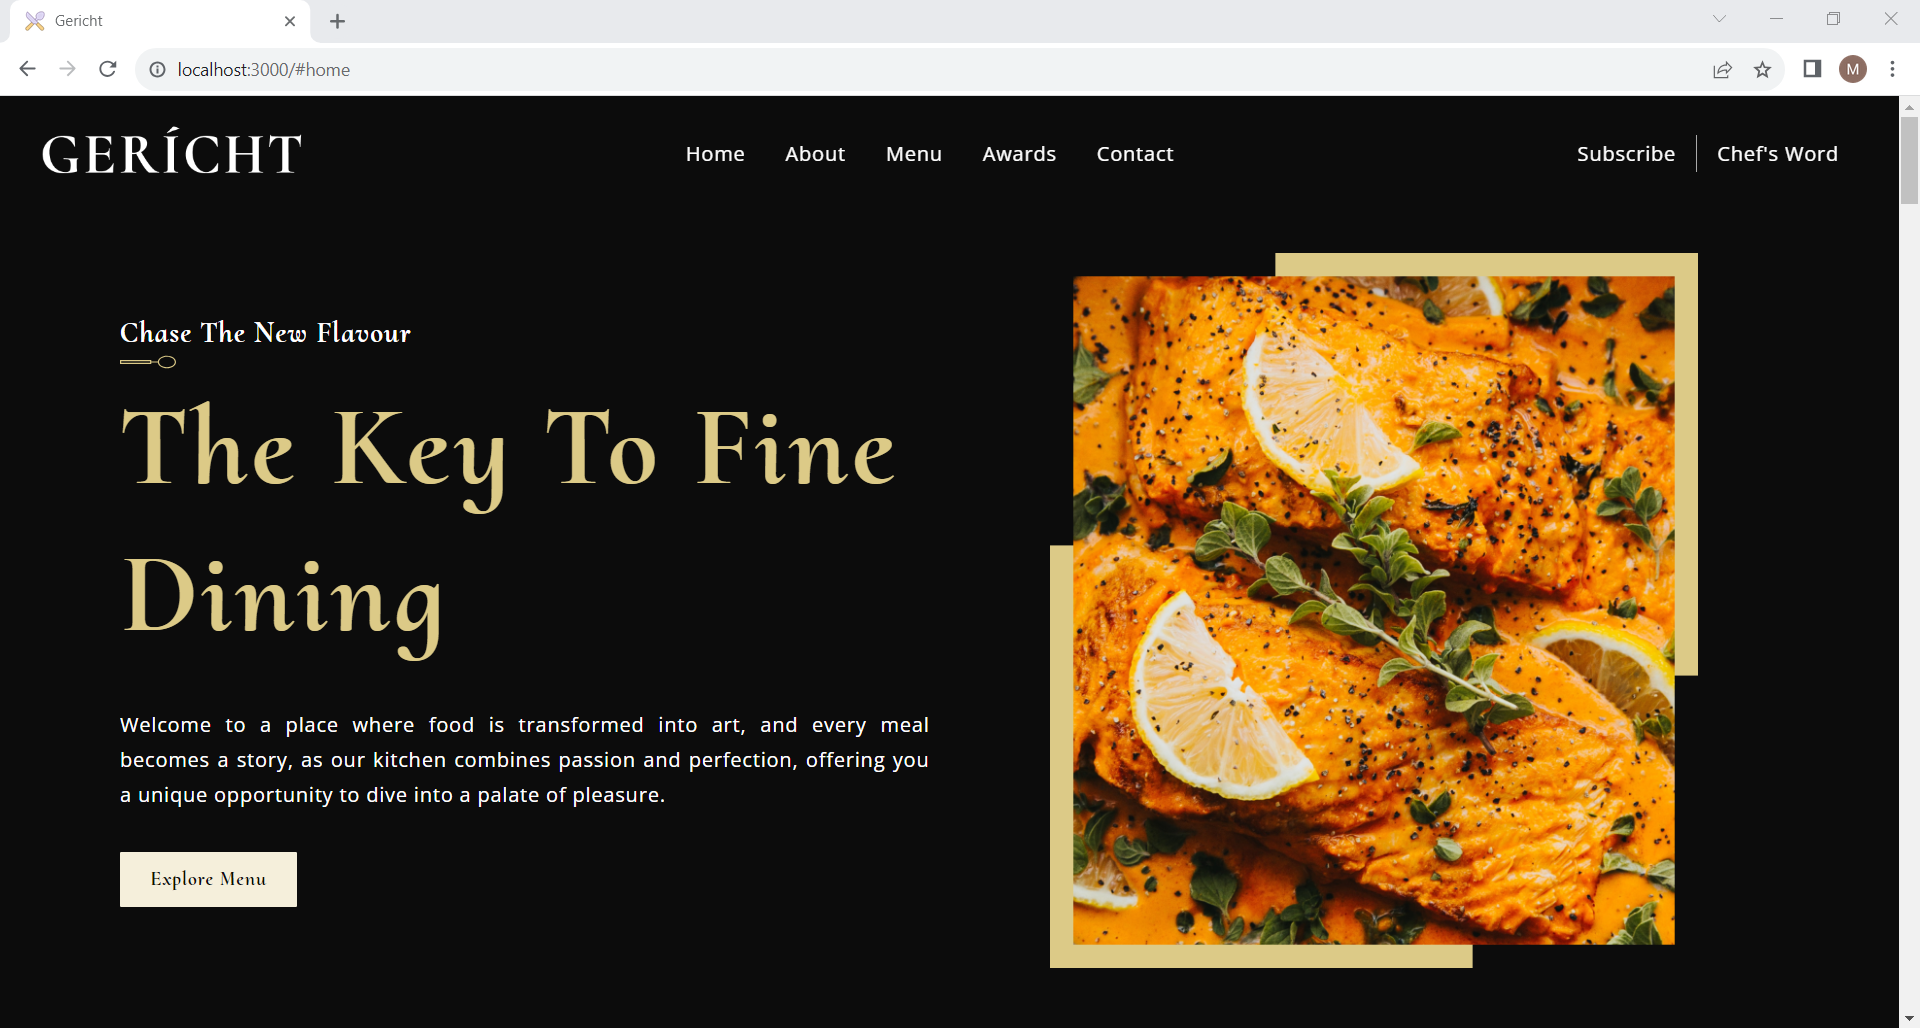 Gericht
localhost:3000/#home
M
GERÍCHT
Home About Menu Awards Contact
Subscribe Chef's Word
Chase The New Flavour
The Key To Fine
Dining
Welcome to a place where food is transformed into art, and every meal
becomes a story, as our kitchen combines passion and perfection, offering you
a unique opportunity to dive into a palate of pleasure.
Explore Menu